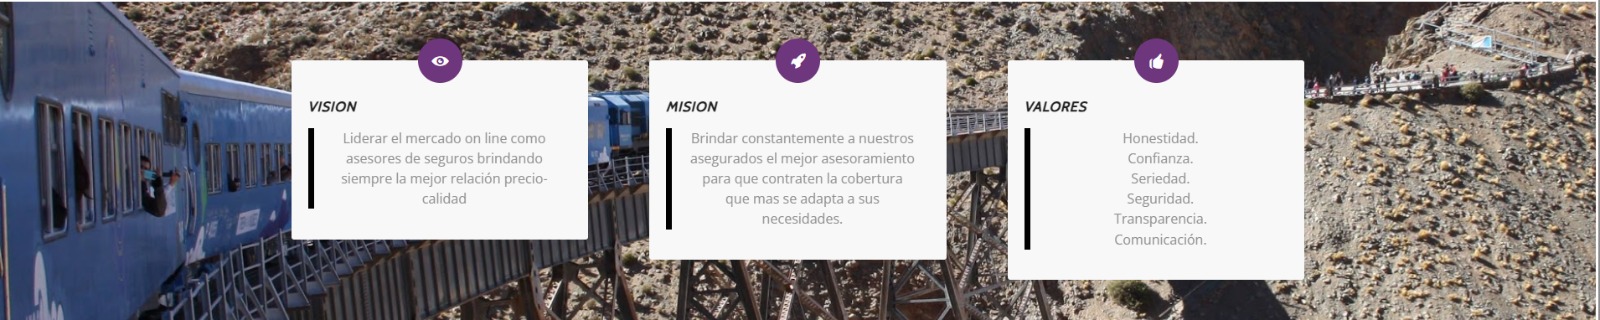 VISION
Liderar el mercado on line como
asesores de seguros brindando
siempre la mejor relación precio-
calidad
MISION
Brindar constantemente a nuestros
asegurados el mejor asesoramiento
para que contraten la cobertura
que mas se adapta a sus
necesidades.
VALORES
Honestidad.
Confianza.
Seriedad.
Seguridad.
Transparencia.
Comunicación.